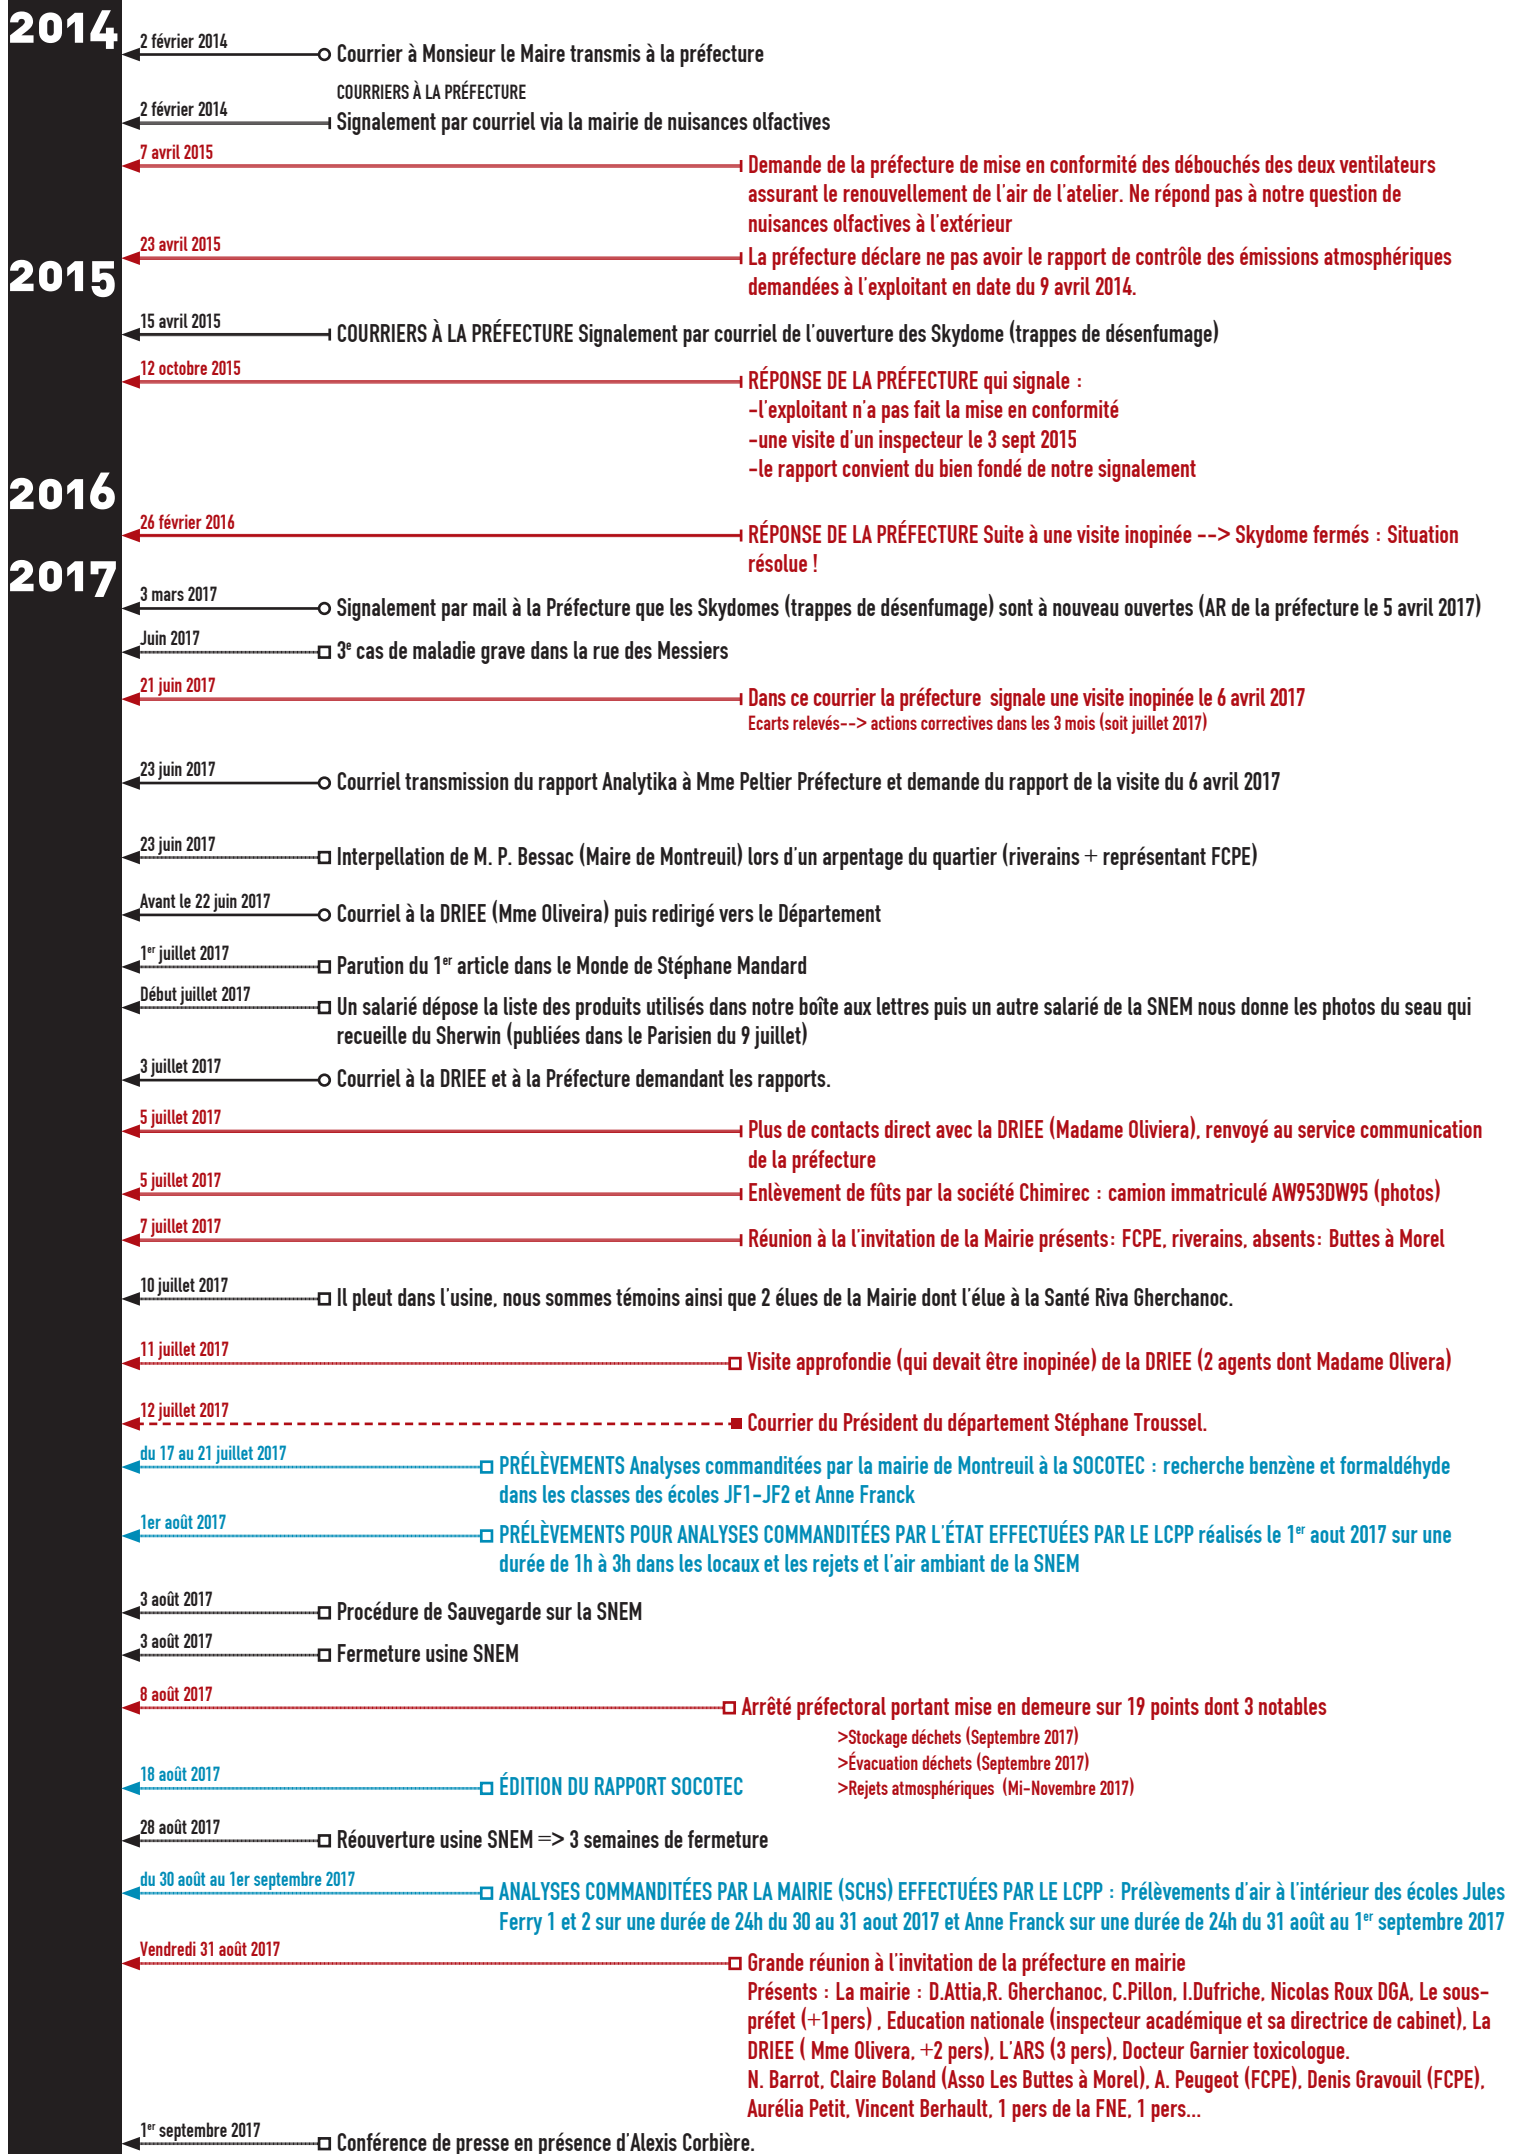 2014
2 février 2014
Courrier à Monsieur le Maire transmis à la préfecture
COURRIERS À LA PRÉFECTURE
2 février 2014
Signalement par courriel via la mairie de nuisances olfactives
7 avril 2015
Demande de la préfecture de mise en conformité des débouchés des deux ventilateurs
assurant le renouvellement de l'air de l'atelier. Ne répond pas à notre question de
nuisances olfactives à l'extérieur
23 avril 2015
2015
La préfecture déclare ne pas avoir le rapport de contrôle des émissions atmosphériques
demandées à l'exploitant en date du 9 avril 2014.
15 avril 2015
COURRIERS À LA PRÉFECTURE Signalement par courriel de l'ouverture des Skydome (trappes de désenfumage)
12 octobre 2015
RÉPONSE DE LA PRÉFECTURE qui signale :
-l'exploitant n'a pas fait la mise en conformité
-une visite d'un inspecteur le 3 sept 2015
-le rapport convient du bien fondé de notre signalement
2016
26 février 2016
RÉPONSE DE LA PRÉFECTURE Suite à une visite inopinée --> Skydome fermés : Situation
résolue !
2017
3 mars 2017
Signalement par mail à la Préfecture que les Skydomes (trappes de désenfumage) sont à nouveau ouvertes (AR de la préfecture le 5 avril 2017)
Juin 2017
3e cas de maladie grave dans la rue des Messiers
21 juin 2017
Dans ce courrier la préfecture  signale une visite inopinée le 6 avril 2017
Ecarts relevés--> actions correctives dans les 3 mois (soit juillet 2017)
23 juin 2017
Courriel transmission du rapport Analytika à Mme Peltier Préfecture et demande du rapport de la visite du 6 avril 2017
23 juin 2017
Interpellation de M. P. Bessac (Maire de Montreuil) lors d'un arpentage du quartier (riverains + représentant FCPE)
Avant le 22 juin 2017
Courriel à la DRIEE (Mme Oliveira) puis redirigé vers le Département
1er juillet 2017
Parution du 1er article dans le Monde de Stéphane Mandard
Début juillet 2017
Un salarié dépose la liste des produits utilisés dans notre boîte aux lettres puis un autre salarié de la SNEM nous donne les photos du seau qui
recueille du Sherwin (publiées dans le Parisien du 9 juillet)
3 juillet 2017
Courriel à la DRIEE et à la Préfecture demandant les rapports.
5 juillet 2017
Plus de contacts direct avec la DRIEE (Madame Oliviera), renvoyé au service communication
de la préfecture
5 juillet 2017
Enlèvement de fûts par la société Chimirec : camion immatriculé AW953DW95 (photos)
7 juillet 2017
Réunion à la l'invitation de la Mairie présents: FCPE, riverains, absents: Buttes à Morel
10 juillet 2017
Il pleut dans l'usine, nous sommes témoins ainsi que 2 élues de la Mairie dont l'élue à la Santé Riva Gherchanoc.
11 juillet 2017
Visite approfondie (qui devait être inopinée) de la DRIEE (2 agents dont Madame Olivera)
12 juillet 2017
Courrier du Président du département Stéphane Troussel.
du 17 au 21 juillet 2017
PRÉLÈVEMENTS Analyses commanditées par la mairie de Montreuil à la SOCOTEC : recherche benzène et formaldéhyde
dans les classes des écoles JF1-JF2 et Anne Franck
1er août 2017
PRÉLÈVEMENTS POUR ANALYSES COMMANDITÉES PAR L'ÉTAT EFFECTUÉES PAR LE LCPP réalisés le 1er aout 2017 sur une
durée de 1h à 3h dans les locaux et les rejets et l'air ambiant de la SNEM
3 août 2017
Procédure de Sauvegarde sur la SNEM
3 août 2017
Fermeture usine SNEM
8 août 2017
Arrêté préfectoral portant mise en demeure sur 19 points dont 3 notables
>Stockage déchets (Septembre 2017)
>Évacuation déchets (Septembre 2017)
>Rejets atmosphériques  (Mi-Novembre 2017)
18 août 2017
ÉDITION DU RAPPORT SOCOTEC
28 août 2017
Réouverture usine SNEM => 3 semaines de fermeture
du 30 août au 1er septembre 2017
ANALYSES COMMANDITÉES PAR LA MAIRIE (SCHS) EFFECTUÉES PAR LE LCPP : Prélèvements d'air à l'intérieur des écoles Jules
Ferry 1 et 2 sur une durée de 24h du 30 au 31 aout 2017 et Anne Franck sur une durée de 24h du 31 août au 1er septembre 2017
Vendredi 31 août 2017
Grande réunion à l'invitation de la préfecture en mairie
Présents : La mairie : D.Attia,R. Gherchanoc, C.Pillon, I.Dufriche, Nicolas Roux DGA, Le sous-
préfet (+1pers) , Education nationale (inspecteur académique et sa directrice de cabinet), La
DRIEE ( Mme Olivera, +2 pers), L'ARS (3 pers), Docteur Garnier toxicologue.
N. Barrot, Claire Boland (Asso Les Buttes à Morel), A. Peugeot (FCPE), Denis Gravouil (FCPE),
Aurélia Petit, Vincent Berhault, 1 pers de la FNE, 1 pers...
1er septembre 2017
Conférence de presse en présence d'Alexis Corbière.